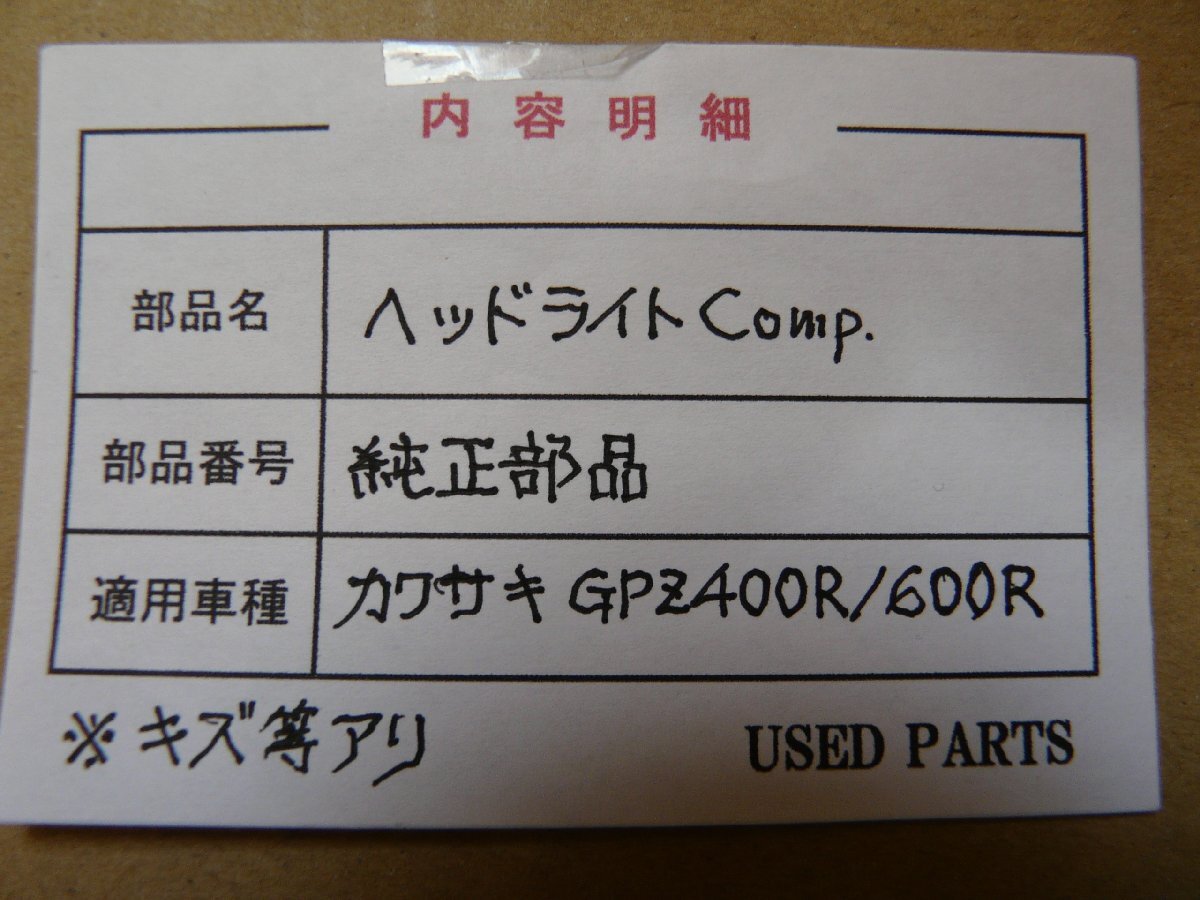 内容明細
部品名 ヘッドライトComp.
部品番号 純正部品
適用車種 カワサキ GPZ400R/600R
※キズ等アリ USED PARTS